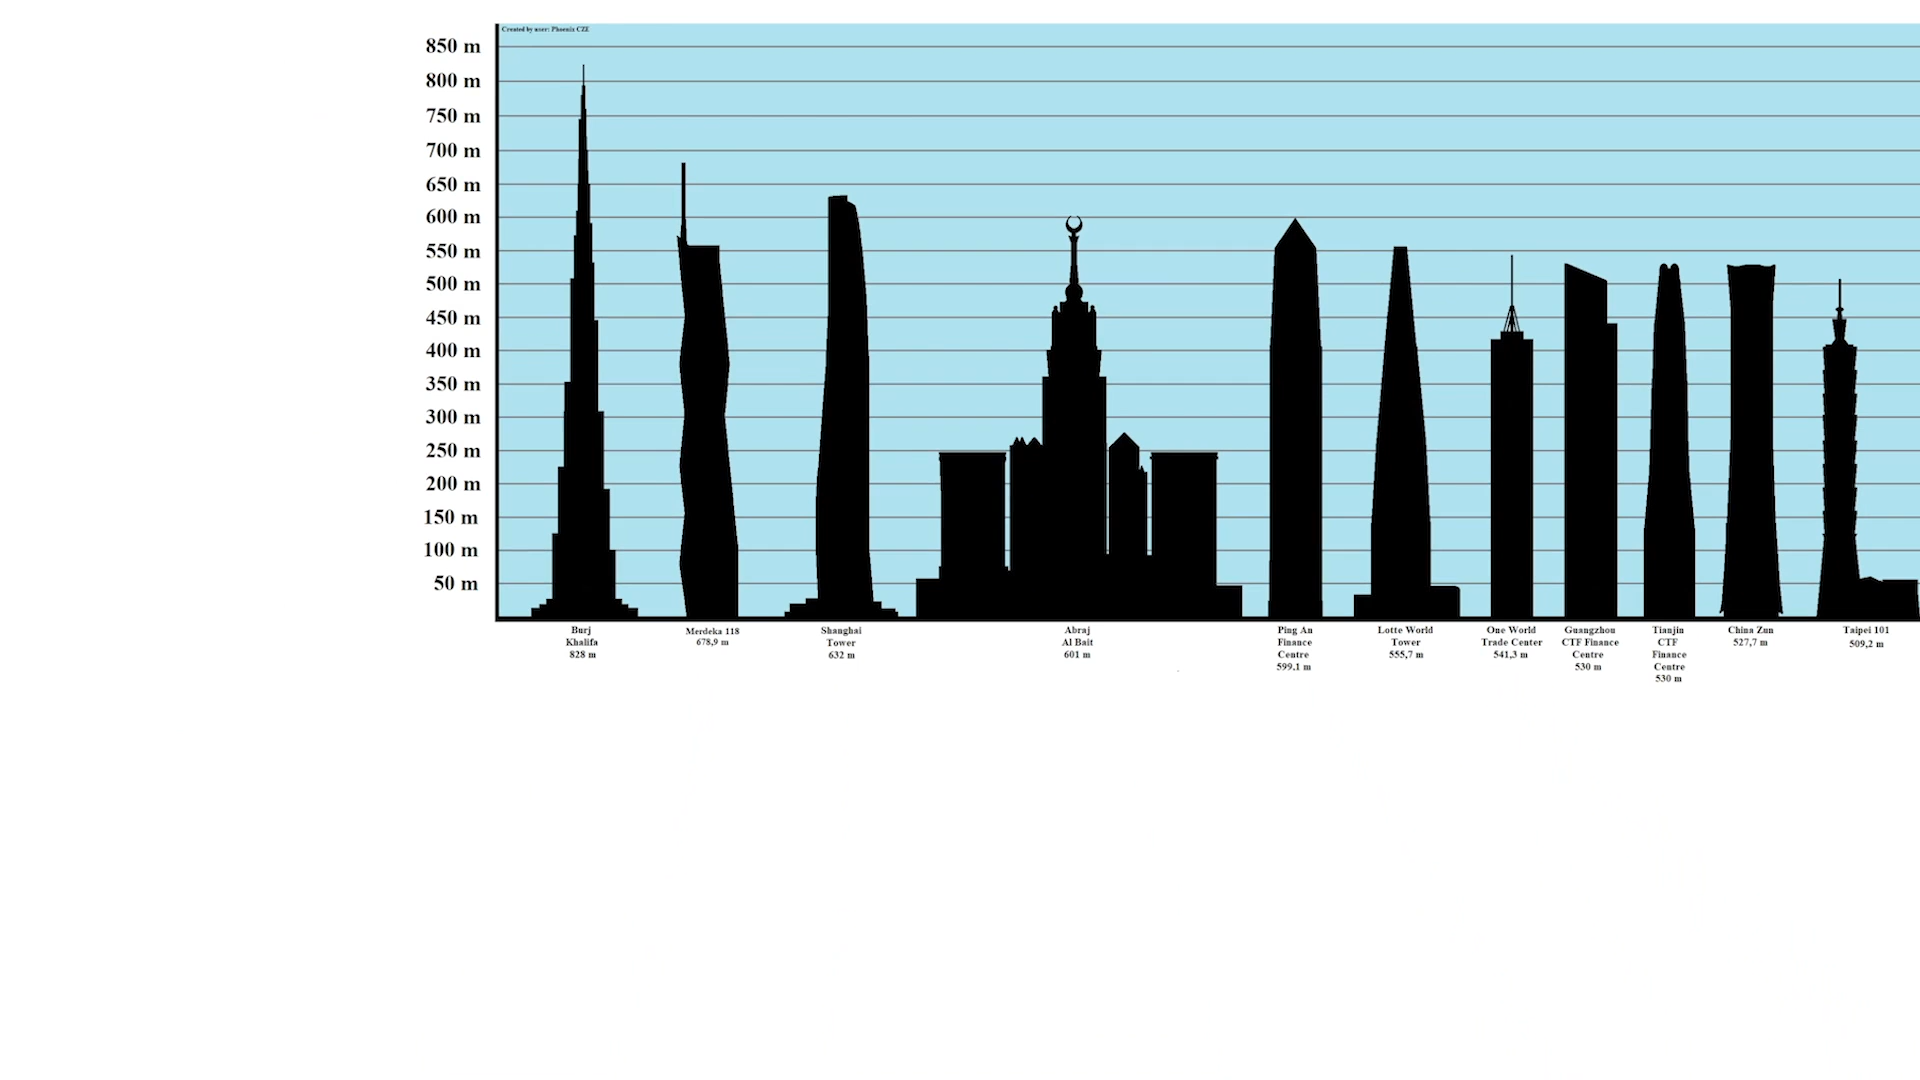 Created by user: Phoenix CZE
850 m
800 m
750 m
700 m
650 m
600 m
550 m
500 m
450 m
400 m
350 m
300 m
250 m
200 m
150 m
100 m
50 m
Burj
Khalifa
828 m
Merdeka 118
678,9 m
Shanghai
Tower
632 m
Abraj
Al Bait
601 m
Ping An
Finance
Centre
599,1 m
Lotte World
Tower
555,7 m
One World
Trade Center
541,3 m
Guangzhou
CTF Finance
Centre
530 m
Tianjin
CTF
Finance
Centre
530 m
China Zun
527,7 m
Taipei 101
509,2 m